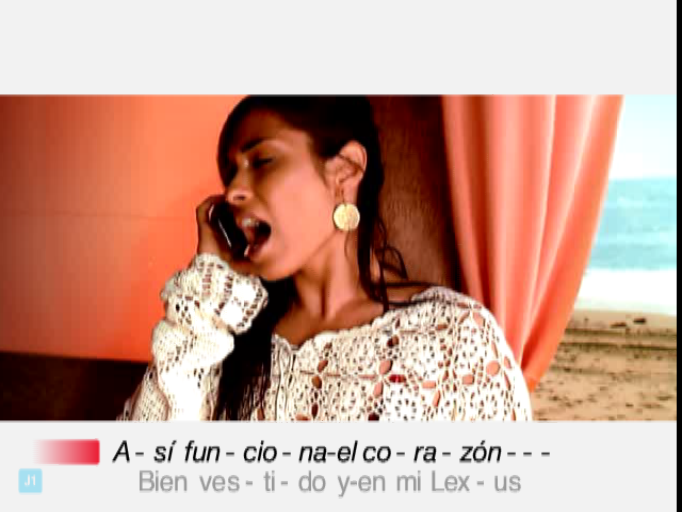 A- sí fun- cio- na-el co- ra- zón---
J1 Bien ves- ti- do y-en mi Lex- us